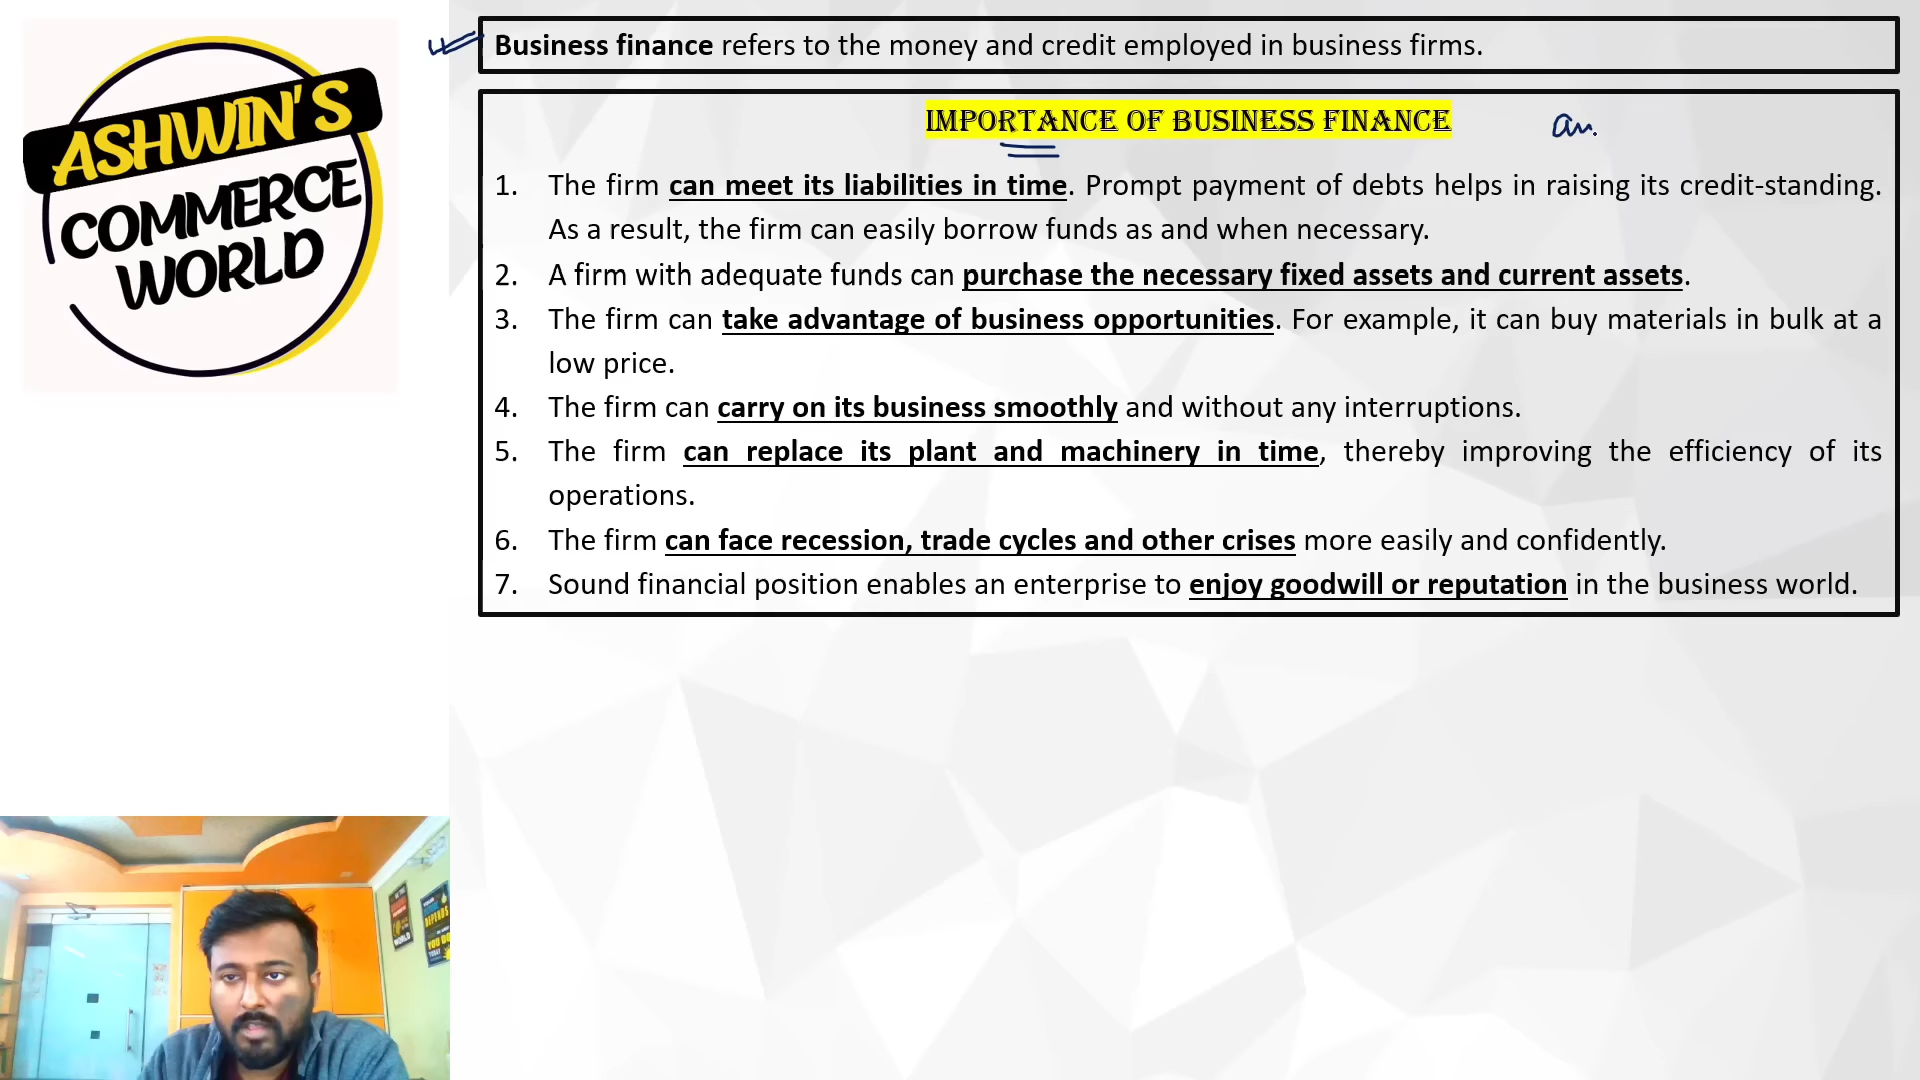 ASHWIN'S
COMMERCE
WORLD
Business finance refers to the money and credit employed in business firms.
IMPORTANCE OF BUSINESS FINANCE
1. The firm can meet its liabilities in time. Prompt payment of debts helps in raising its credit-standing.
As a result, the firm can easily borrow funds as and when necessary.
2. A firm with adequate funds can purchase the necessary fixed assets and current assets.
3. The firm can take advantage of business opportunities. For example, it can buy materials in bulk at a
low price.
4. The firm can carry on its business smoothly and without any interruptions.
5. The firm can replace its plant and machinery in time, thereby improving the efficiency of its
operations.
6. The firm can face recession, trade cycles and other crises more easily and confidently.
7. Sound financial position enables an enterprise to enjoy goodwill or reputation in the business world.
WORLD
DEPENDS
YOU DO